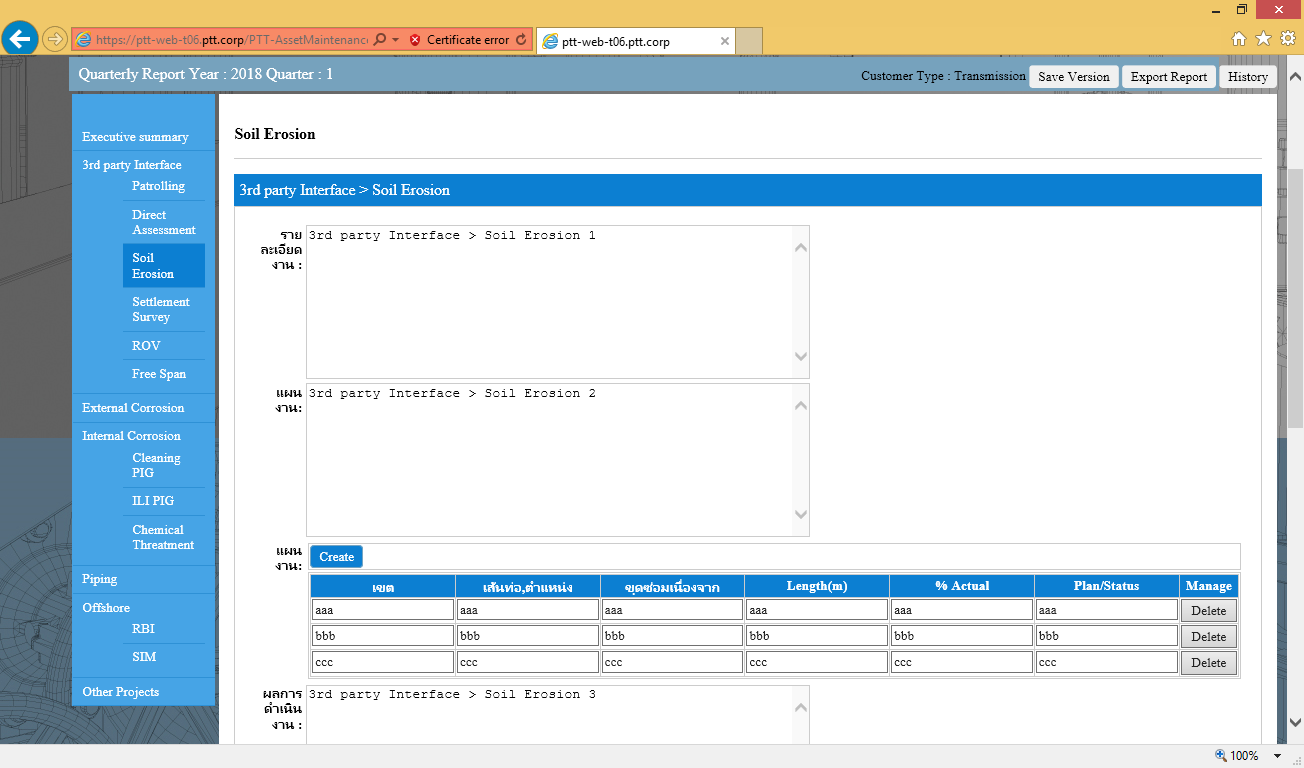 https://ptt-web-t06.ptt.corp/PTT-AssetMaintenanc
Certificate error
ptt-web-t06.ptt.corp
Quarterly Report Year : 2018 Quarter : 1
Customer Type : Transmission
Save Version
Export Report
History
Executive summary
3rd party Interface
Patrolling
Direct
Assessment
Soil
Erosion
Settlement
Survey
ROV
Free Span
External Corrosion
Internal Corrosion
Cleaning
PIG
ILI PIG
Chemical
Threatment
Piping
Offshore
RBI
SIM
Other Projects
Soil Erosion
3rd party Interface > Soil Erosion
ราย
ละเอียด
งาน :
3rd party Interface > Soil Erosion 1
แผน
งาน:
3rd party Interface > Soil Erosion 2
แผน
งาน:
Create
เขต เส้นท่อ,ตำแหน่ง ขุดซ่อมเนื่องจาก Length(m) % Actual Plan/Status Manage
aaa aaa aaa aaa aaa aaa Delete
bbb bbb bbb bbb bbb bbb Delete
ccc ccc ccc ccc ccc ccc Delete
ผลการ
ดำเนิน
งาน :
3rd party Interface > Soil Erosion 3
100%